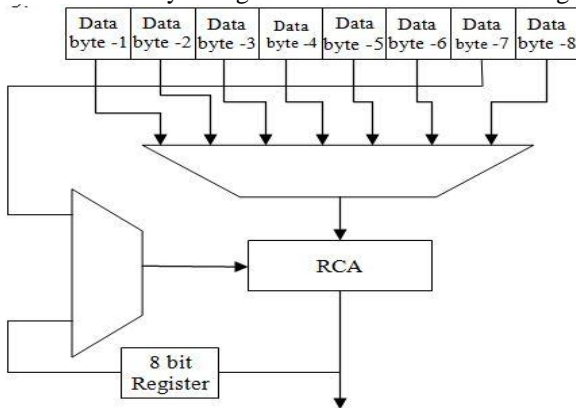 Data Data Data Data Data Data Data Data
byte -1 byte -2 byte -3 byte -4 byte -5 byte -6 byte -7 byte -8
RCA
8 bit
Register